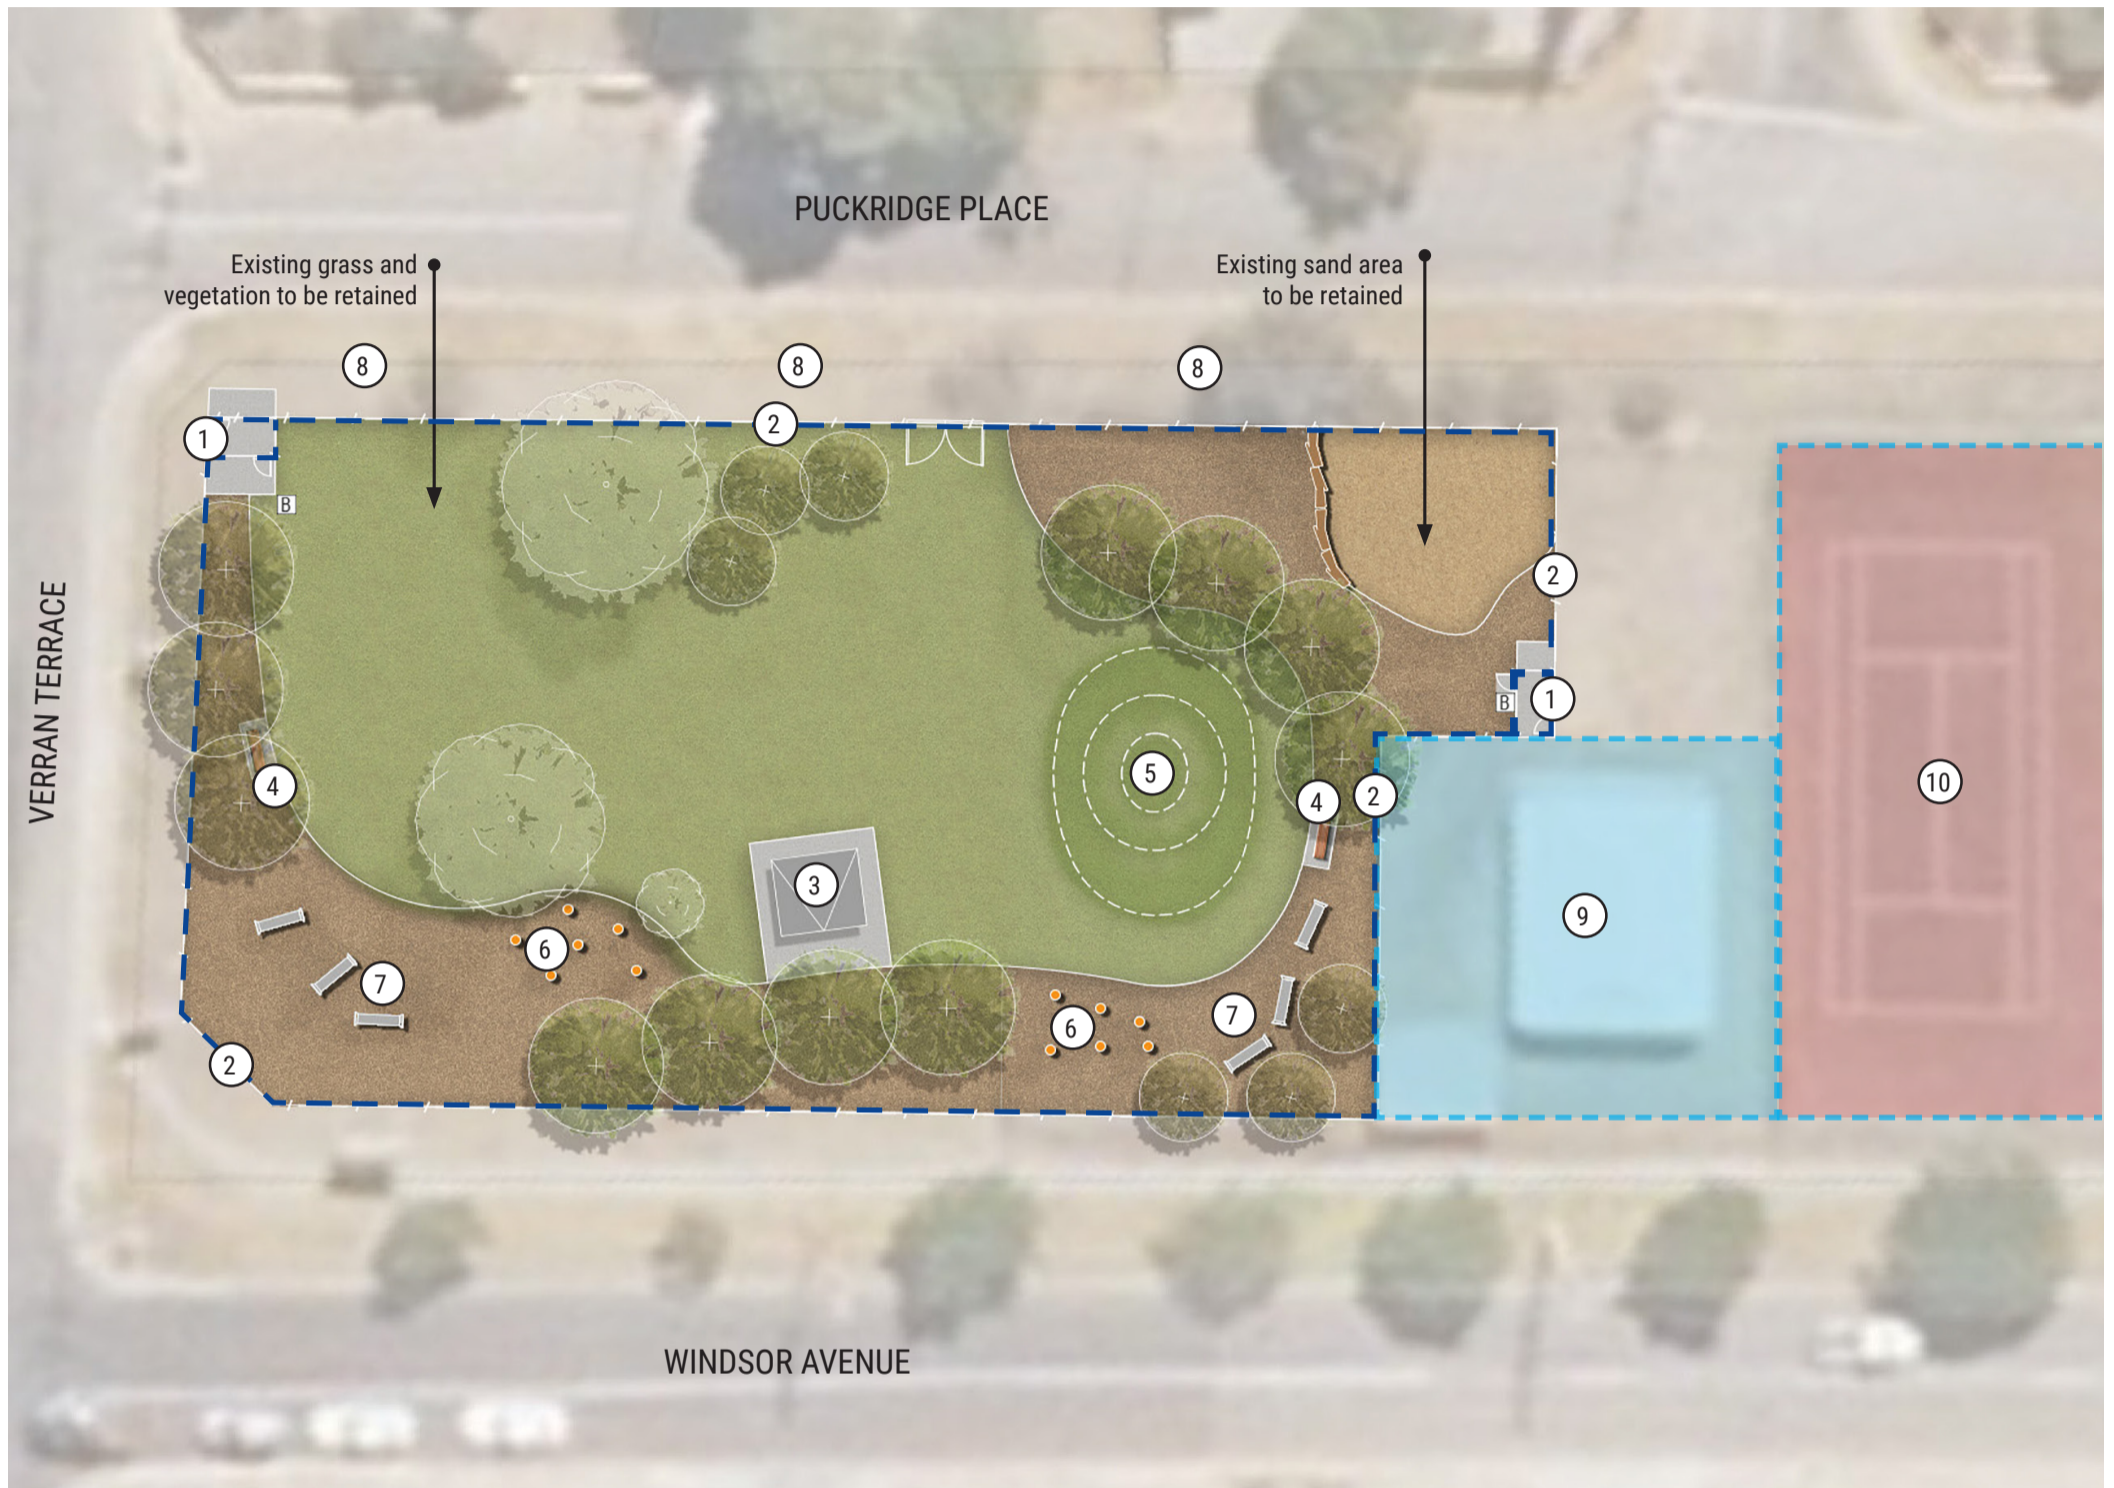 PUCKRIDGE PLACE
Existing grass and
vegetation to be retained
Existing sand area
to be retained
8
8
8
1
2
B
2
1
B
VERRAN TERRACE
4
5
4
2
10
3
9
6
7
7
6
2
WINDSOR AVENUE